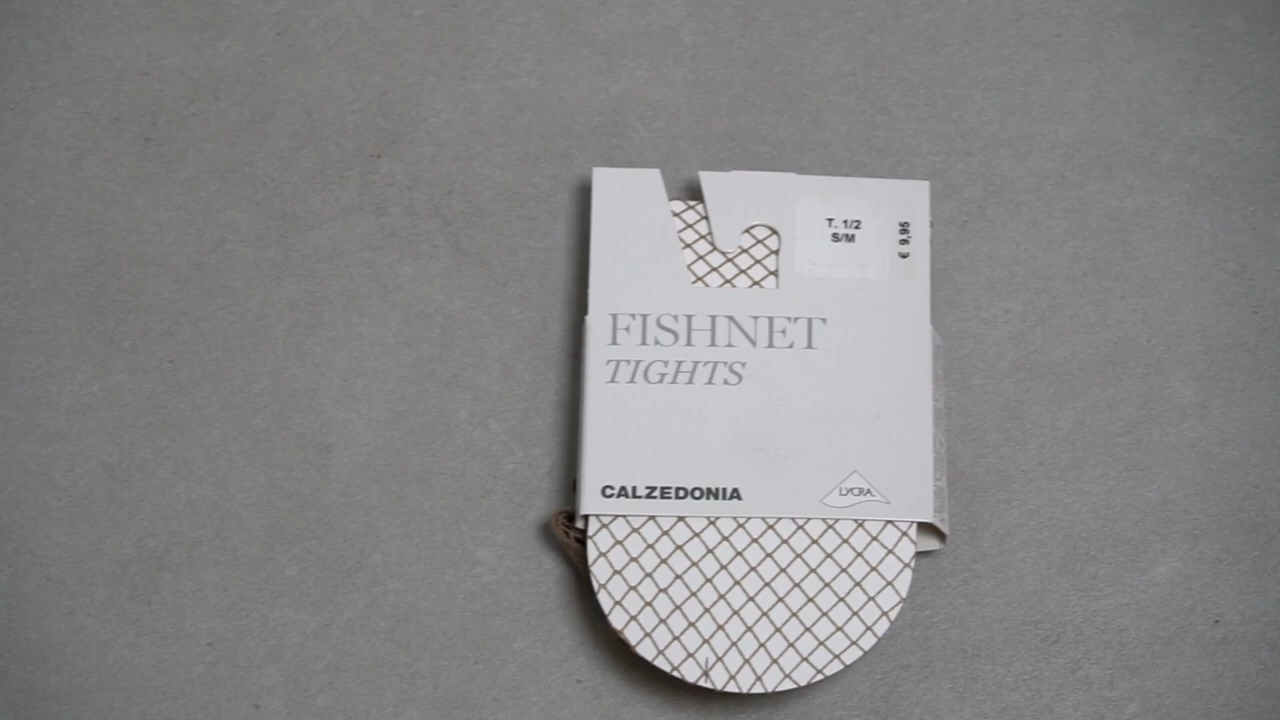 T. 1/2
S/M
€ 9,95
FISHNET
TIGHTS
CALZEDONIA
LYCRA